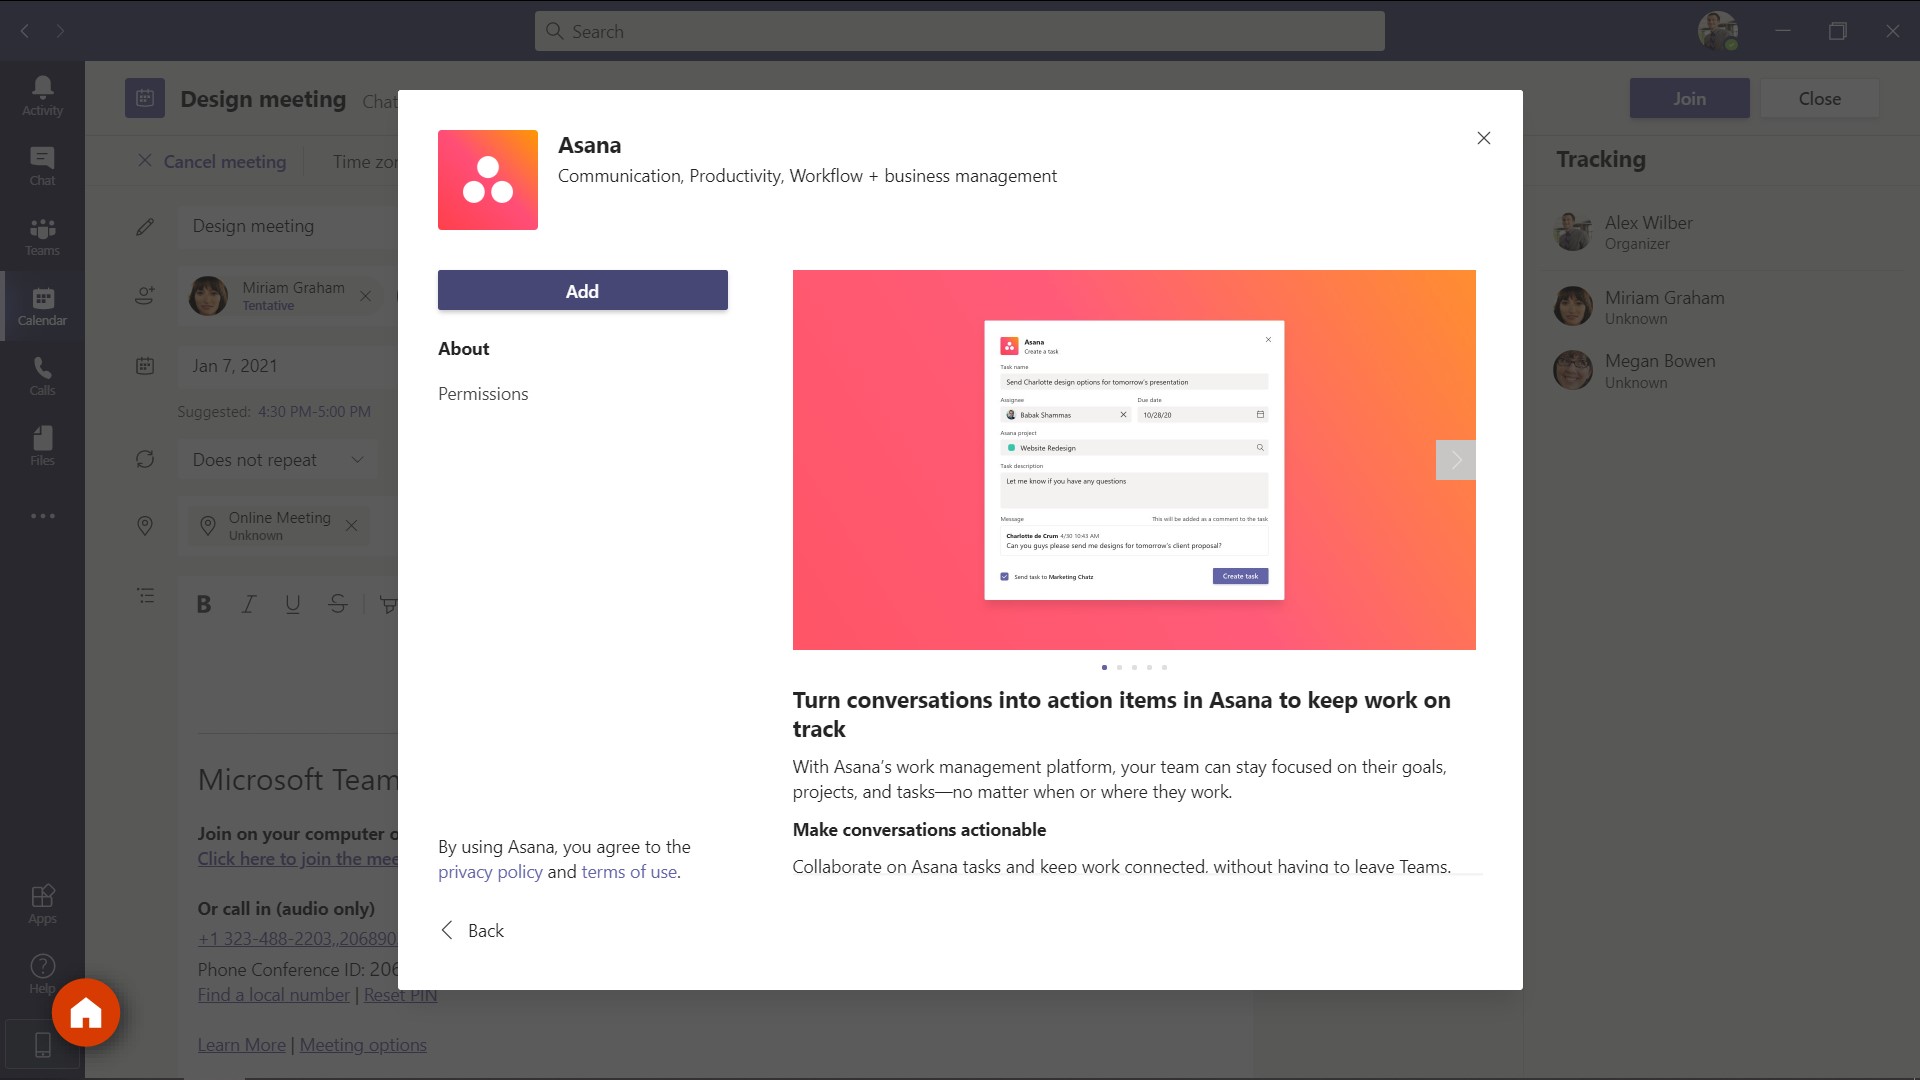 Search
Activity
Chat
Teams
Calendar
Calls
Files
Apps
Help
Design meeting
Chat
Join
Close
Cancel meeting
Time zon
Design meeting
Miriam Graham
Tentative
Jan 7, 2021
Suggested: 4:30 PM-5:00 PM
Does not repeat
Online Meeting
Unknown
B I U S
Microsoft Team
Join on your computer o
Click here to join the mee
Or call in (audio only)
+1 323-488-2203,,206890
Phone Conference ID: 206
Find a local number | Reset PIN
Learn More | Meeting options
Asana
Communication, Productivity, Workflow + business management
Add
About
Permissions
By using Asana, you agree to the
privacy policy and terms of use.
Back
Asana
Create a task
Task name
Send Charlotte design options for tomorrow's presentation
Assignee Due date
Babak Shammas 10/28/20
Asana project
Website Redesign
Task description
Let me know if you have any questions
Message This will be added as a comment to the task
Charlotte de Crum 4/30 10:43 AM
Can you guys please send me designs for tomorrow's client proposal?
Send task to Marketing Chatz
Create task
Turn conversations into action items in Asana to keep work on
track
With Asana's work management platform, your team can stay focused on their goals,
projects, and tasks—no matter when or where they work.
Make conversations actionable
Collaborate on Asana tasks and keep work connected, without having to leave Teams.
Tracking
Alex Wilber
Organizer
Miriam Graham
Unknown
Megan Bowen
Unknown